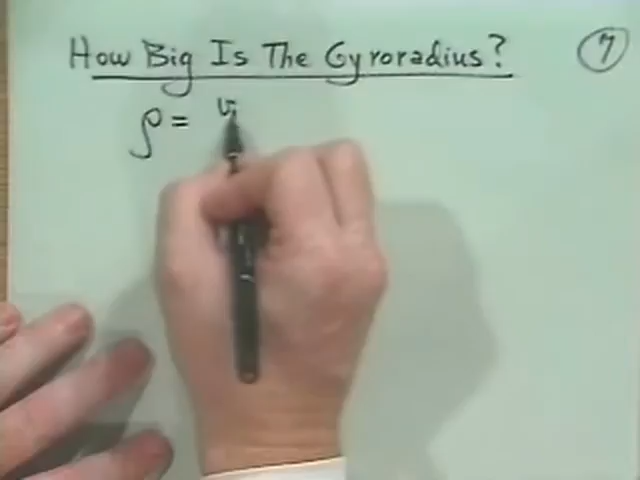 How Big Is The Gyroradius? 7
ρ = v